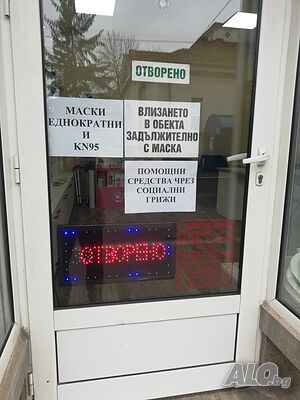 ОТВОРЕНО
МАСКИ
ЕДНОКРАТНИ
И
KN95
ВЛИЗАНЕТО
В ОБЕКТА
ЗАДЪЛЖИТЕЛНО
С МАСКА
ПОМОЩНИ
СРЕДСТВА ЧРЕЗ
СОЦИАЛНИ
ГРИЖИ
ОТВОРЕНО
ALO.bg